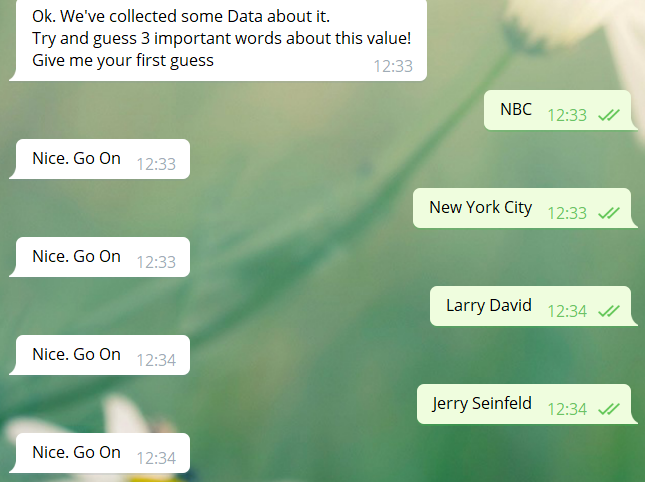 Ok. We've collected some Data about it.
Try and guess 3 important words about this value!
Give me your first guess 12:33
NBC 12:33
Nice. Go On 12:33
New York City 12:33
Nice. Go On 12:33
Larry David 12:34
Nice. Go On 12:34
Jerry Seinfeld 12:34
Nice. Go On 12:34